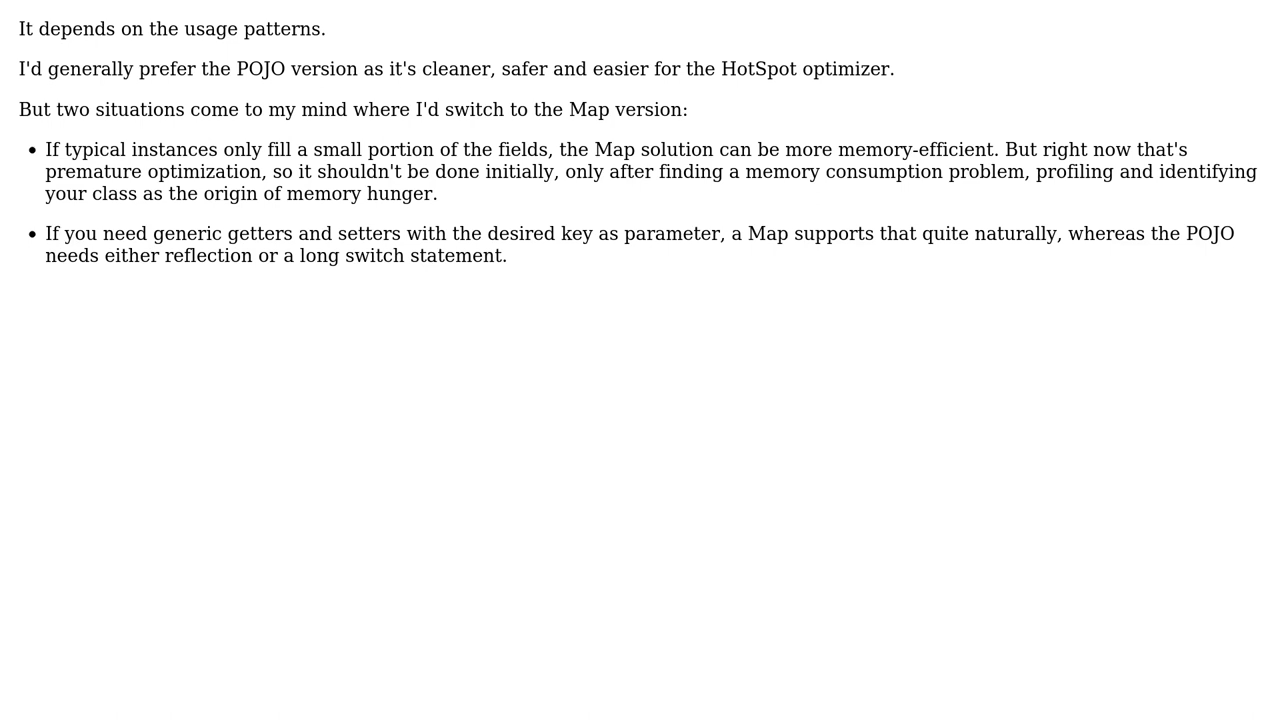 It depends on the usage patterns.
I'd generally prefer the POJO version as it's cleaner, safer and easier for the HotSpot optimizer.
But two situations come to my mind where I'd switch to the Map version:
• If typical instances only fill a small portion of the fields, the Map solution can be more memory-efficient. But right now that's
premature optimization, so it shouldn't be done initially, only after finding a memory consumption problem, profiling and identifying
your class as the origin of memory hunger.
• If you need generic getters and setters with the desired key as parameter, a Map supports that quite naturally, whereas the POJO
needs either reflection or a long switch statement.